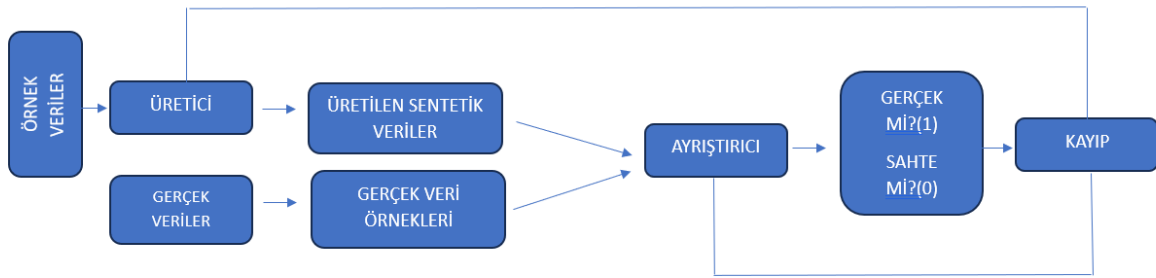 ÖRNEK
VERİLER
ÜRETİCİ
ÜRETİLEN SENTETİK
VERİLER
GERÇEK
VERİLER
GERÇEK VERİ
ÖRNEKLERİ
AYRIŞTIRICI
GERÇEK
Mİ?(1)
SAHTE
Mİ?(0)
KAYIP